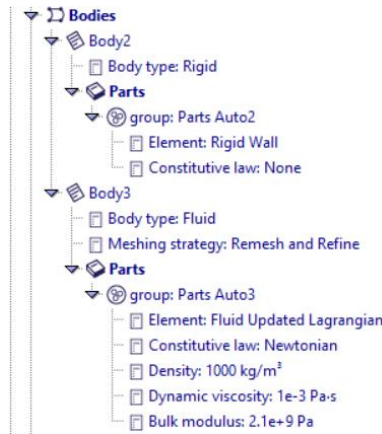 Bodies
Body2
Body type: Rigid
Parts
group: Parts Auto2
Element: Rigid Wall
Constitutive law: None
Body3
Body type: Fluid
Meshing strategy: Remesh and Refine
Parts
group: Parts Auto3
Element: Fluid Updated Lagrangian
Constitutive law: Newtonian
Density: 1000 kg/m³
Dynamic viscosity: 1e-3 Pa·s
Bulk modulus: 2.1e+9 Pa